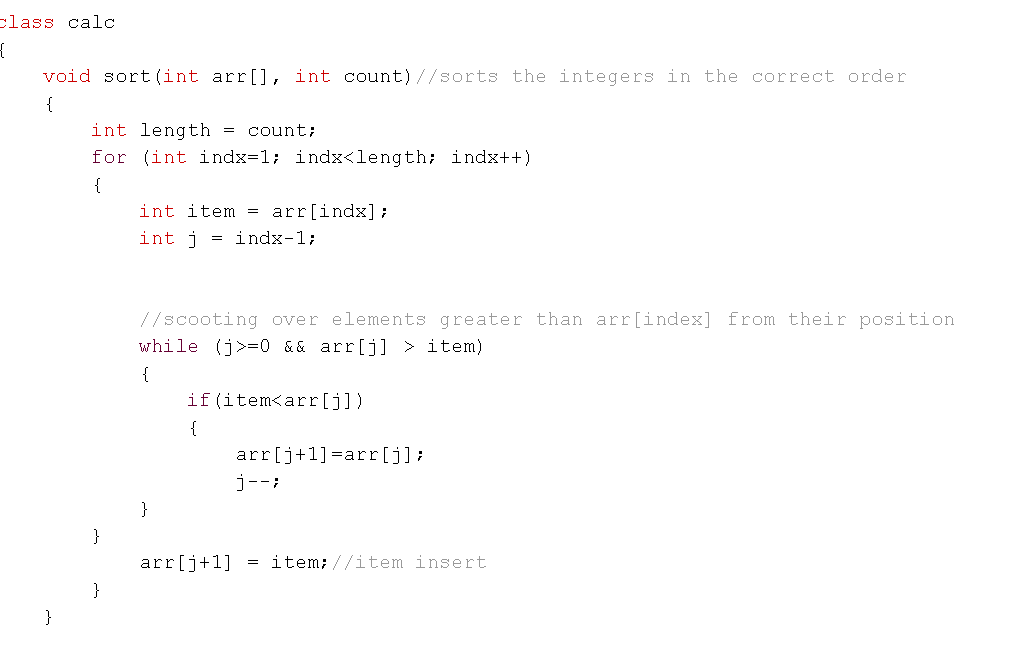 class calc
{
void sort(int arr[], int count)//sorts the integers in the correct order
{
int length = count;
for (int indx=1; indx<length; indx++)
{
int item = arr[indx];
int j = indx-1;
//scooting over elements greater than arr[index] from their position
while (j>=0 && arr[j] > item)
{
if(item<arr[j])
{
arr[j+1]=arr[j];
j--;
}
}
arr[j+1] = item;//item insert
}
}